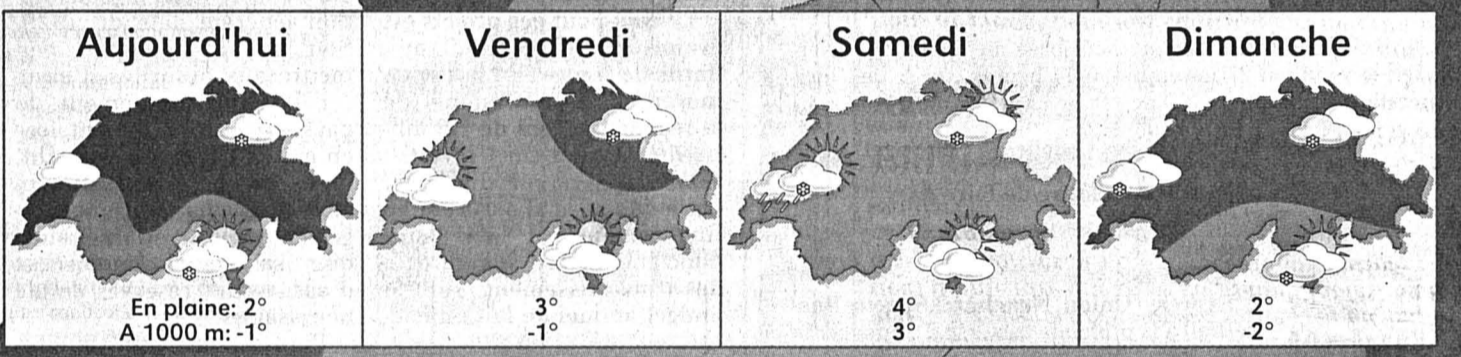 Aujourd'hui
En plaine: 2°
A 1000 m: -1°
Vendredi
3°
-1°
Samedi
4°
3°
Dimanche
2°
-2°